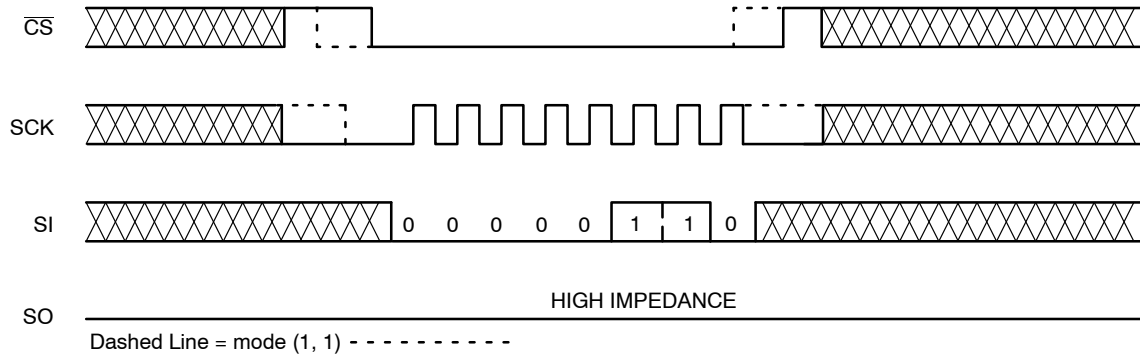 CS
SCK
SI 0 0 0 0 0 1 1 0
HIGH IMPEDANCE
SO
Dashed Line = mode (1, 1)